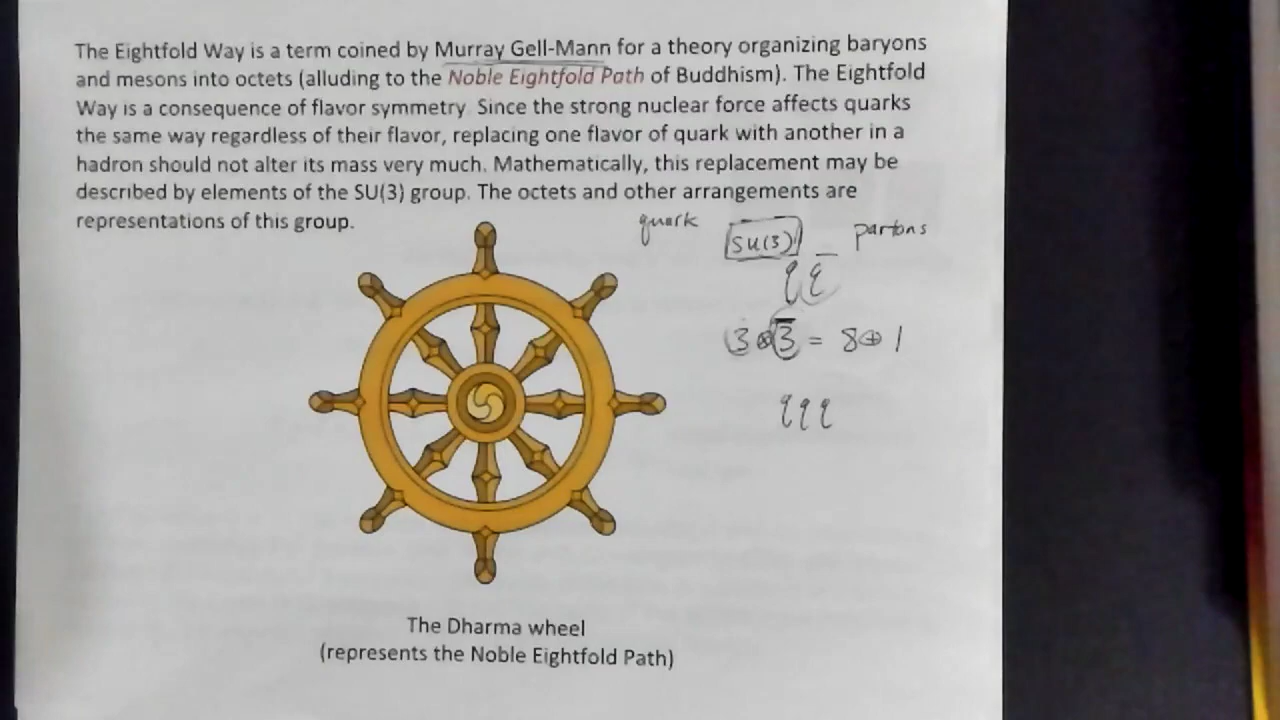 The Eightfold Way is a term coined by Murray Gell-Mann for a theory organizing baryons
and mesons into octets (alluding to the Noble Eightfold Path of Buddhism). The Eightfold
Way is a consequence of flavor symmetry. Since the strong nuclear force affects quarks
the same way regardless of their flavor, replacing one flavor of quark with another in a
hadron should not alter its mass very much. Mathematically, this replacement may be
described by elements of the SU(3) group. The octets and other arrangements are
representations of this group.
quark SU(3) partons
q q̅
3 ⊗ 3̅ = 8 ⊕ 1
q q q
The Dharma wheel
(represents the Noble Eightfold Path)